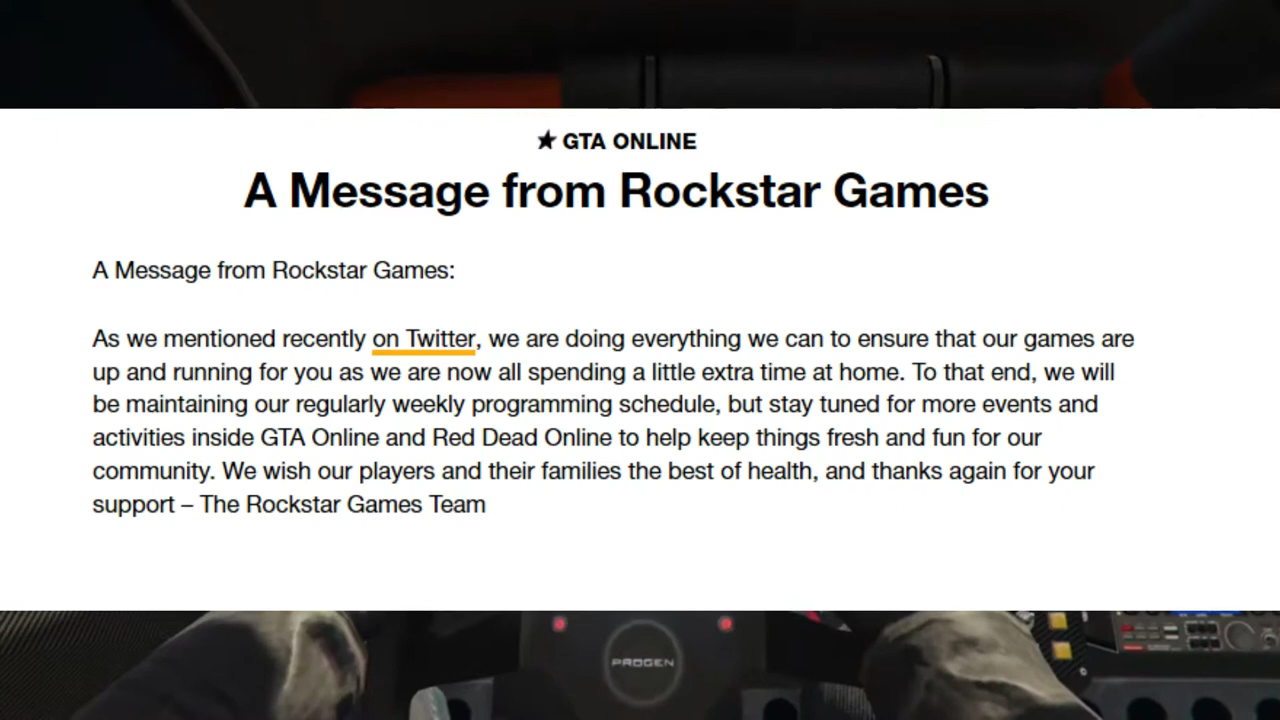 ★ GTA ONLINE
A Message from Rockstar Games
A Message from Rockstar Games:
As we mentioned recently on Twitter, we are doing everything we can to ensure that our games are
up and running for you as we are now all spending a little extra time at home. To that end, we will
be maintaining our regularly weekly programming schedule, but stay tuned for more events and
activities inside GTA Online and Red Dead Online to help keep things fresh and fun for our
community. We wish our players and their families the best of health, and thanks again for your
support – The Rockstar Games Team
PROGEN